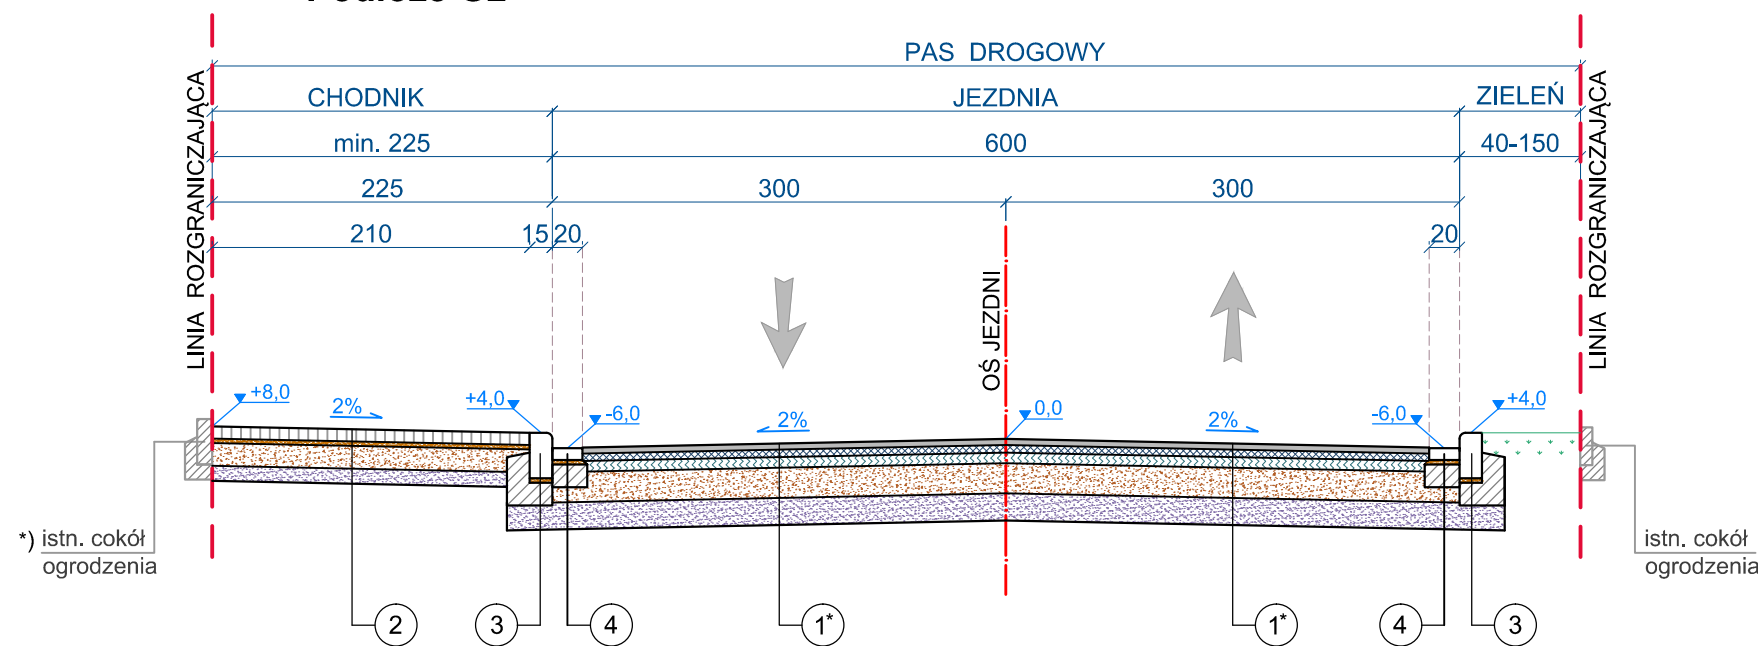 PAS DROGOWY
CHODNIK JEZDNIA ZIELEŃ
min. 225 600 40-150
225 300 300
210 15 20 20
LINIA ROZGRANICZAJĄCA
OŚ JEZDNI
LINIA ROZGRANICZAJĄCA
+8,0 2% +4,0 -6,0 2% 0,0 2% -6,0 +4,0
*) istn. cokół
ogrodzenia
istn. cokół
ogrodzenia
2 3 4 1* 1* 4 3